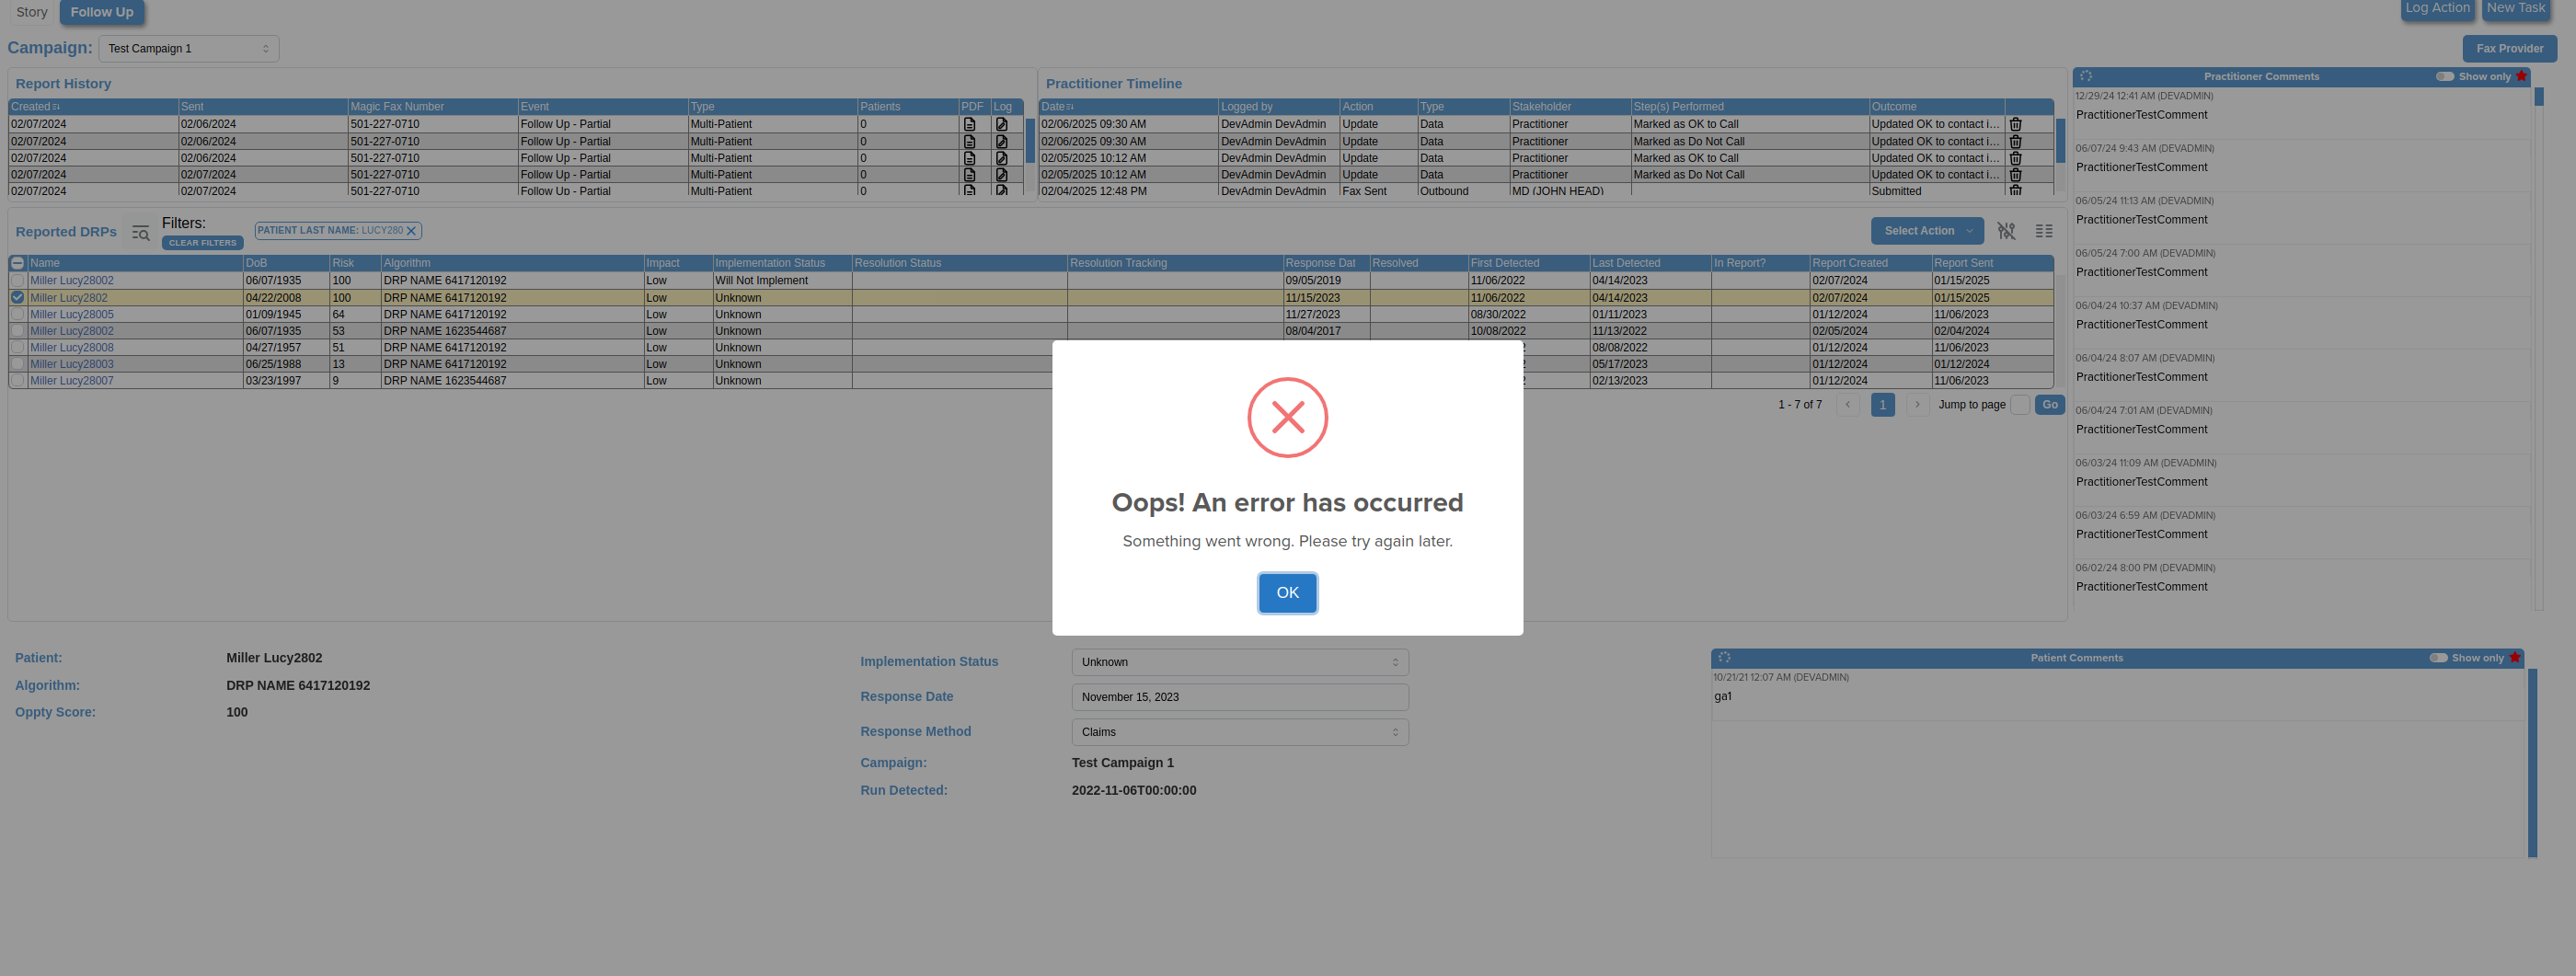 Story Follow Up Log Action New Task
Campaign: Test Campaign 1 Fax Provider
Report History
Created Sent Magic Fax Number Event Type Patients PDF Log
02/07/2024 02/06/2024 501-227-0710 Follow Up - Partial Multi-Patient 0
02/07/2024 02/06/2024 501-227-0710 Follow Up - Partial Multi-Patient 0
02/07/2024 02/06/2024 501-227-0710 Follow Up - Partial Multi-Patient 0
02/07/2024 02/07/2024 501-227-0710 Follow Up - Partial Multi-Patient 0
02/07/2024 02/07/2024 501-227-0710 Follow Up - Partial Multi-Patient 0
Practitioner Timeline
Date Logged by Action Type Stakeholder Step(s) Performed Outcome
02/06/2025 09:30 AM DevAdmin DevAdmin Update Data Practitioner Marked as OK to Call Updated OK to contact i...
02/06/2025 09:30 AM DevAdmin DevAdmin Update Data Practitioner Marked as Do Not Call Updated OK to contact i...
02/05/2025 10:12 AM DevAdmin DevAdmin Update Data Practitioner Marked as OK to Call Updated OK to contact i...
02/05/2025 10:12 AM DevAdmin DevAdmin Update Data Practitioner Marked as Do Not Call Updated OK to contact i...
02/04/2025 12:48 PM DevAdmin DevAdmin Fax Sent Outbound MD (JOHN HEAD) Submitted
Practitioner Comments Show only
12/29/24 12:41 AM (DEVADMIN)
PractitionerTestComment
06/07/24 9:43 AM (DEVADMIN)
PractitionerTestComment
06/05/24 11:13 AM (DEVADMIN)
PractitionerTestComment
06/05/24 7:00 AM (DEVADMIN)
PractitionerTestComment
06/04/24 10:37 AM (DEVADMIN)
PractitionerTestComment
06/04/24 8:07 AM (DEVADMIN)
PractitionerTestComment
06/04/24 7:01 AM (DEVADMIN)
PractitionerTestComment
06/03/24 11:09 AM (DEVADMIN)
PractitionerTestComment
06/03/24 6:59 AM (DEVADMIN)
PractitionerTestComment
06/02/24 8:00 PM (DEVADMIN)
PractitionerTestComment
Reported DRPs Filters: CLEAR FILTERS PATIENT LAST NAME: LUCY280 Select Action
Name DoB Risk Algorithm Impact Implementation Status Resolution Status Resolution Tracking Response Dat Resolved First Detected Last Detected In Report? Report Created Report Sent
Miller Lucy28002 06/07/1935 100 DRP NAME 6417120192 Low Will Not Implement 09/05/2019 11/06/2022 04/14/2023 02/07/2024 01/15/2025
Miller Lucy2802 04/22/2008 100 DRP NAME 6417120192 Low Unknown 11/15/2023 11/06/2022 04/14/2023 02/07/2024 01/15/2025
Miller Lucy28005 01/09/1945 64 DRP NAME 6417120192 Low Unknown 11/27/2023 08/30/2022 01/11/2023 01/12/2024 11/06/2023
Miller Lucy28002 06/07/1935 53 DRP NAME 1623544687 Low Unknown 08/04/2017 10/08/2022 11/13/2022 02/05/2024 02/04/2024
Miller Lucy28008 04/27/1957 51 DRP NAME 6417120192 Low Unknown 2 08/08/2022 01/12/2024 11/06/2023
Miller Lucy28003 06/25/1988 13 DRP NAME 6417120192 Low Unknown 2 05/17/2023 01/12/2024 01/12/2024
Miller Lucy28007 03/23/1997 9 DRP NAME 1623544687 Low Unknown 2 02/13/2023 01/12/2024 11/06/2023
1 - 7 of 7 1 Jump to page Go
Oops! An error has occurred
Something went wrong. Please try again later.
OK
Patient: Miller Lucy2802
Algorithm: DRP NAME 6417120192
Oppty Score: 100
Implementation Status Unknown
Response Date November 15, 2023
Response Method Claims
Campaign: Test Campaign 1
Run Detected: 2022-11-06T00:00:00
Patient Comments Show only
10/21/21 12:07 AM (DEVADMIN)
ga1